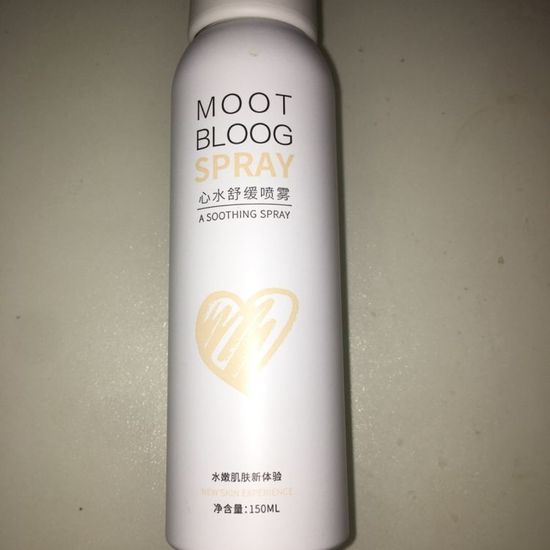 MOOT
BLOOG
SPRAY
心水舒缓喷雾
A SOOTHING SPRAY
水嫩肌肤新体验
NEW SKIN EXPERIENCE
净含量:150ML